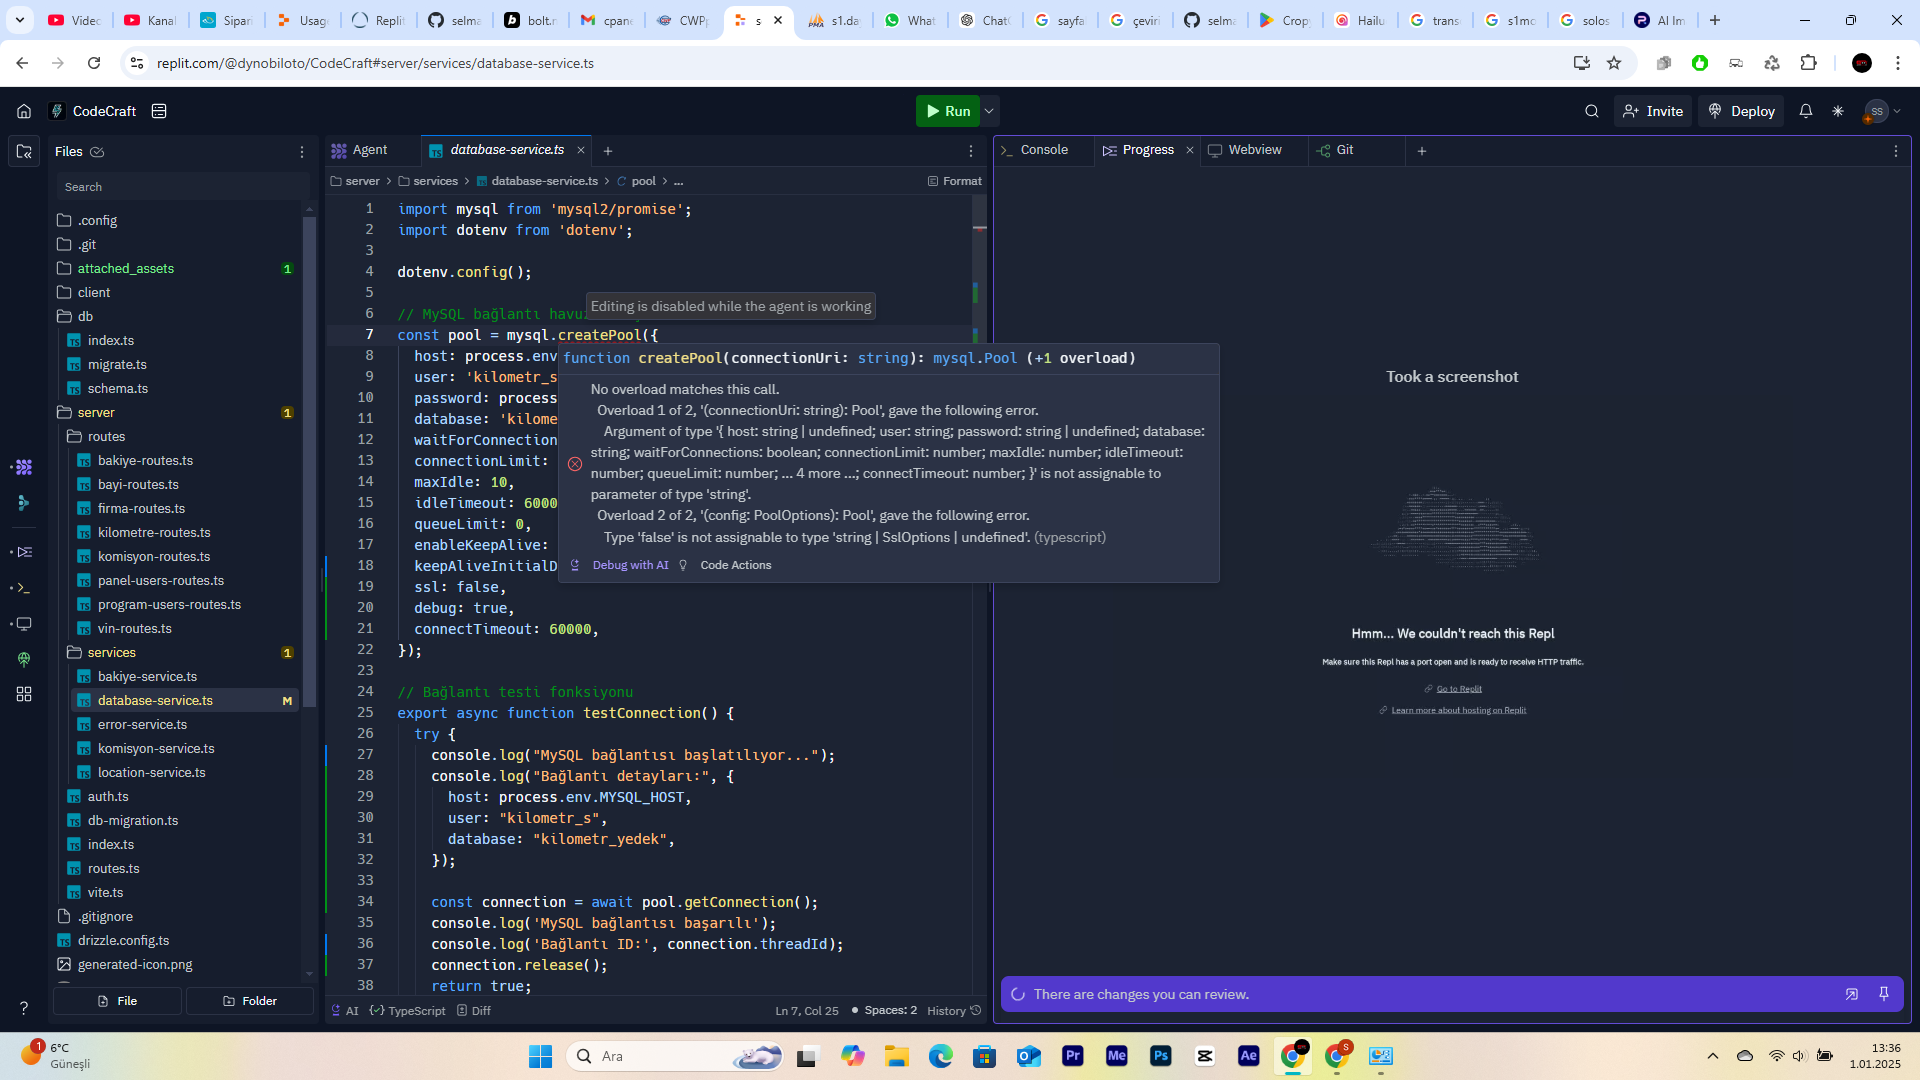 Video
Kanal
Sipari
Usage
Replit
selma
bolt.n
cpane
CWPp
s
s1.day
What
ChatG
sayfa
çeviri
selma
Crop
Hailu
trans
s1mo
solos
AI Im
replit.com/@dynobiloto/CodeCraft#server/services/database-service.ts
CodeCraft
Run
Invite
Deploy
SS
Files
Search
.config
.git
attached_assets 1
client
db
index.ts
migrate.ts
schema.ts
server 1
routes
bakiye-routes.ts
bayi-routes.ts
firma-routes.ts
kilometre-routes.ts
komisyon-routes.ts
panel-users-routes.ts
program-users-routes.ts
vin-routes.ts
services 1
bakiye-service.ts
database-service.ts M
error-service.ts
komisyon-service.ts
location-service.ts
auth.ts
db-migration.ts
index.ts
routes.ts
vite.ts
.gitignore
drizzle.config.ts
generated-icon.png
File
Folder
Agent
database-service.ts
server > services > database-service.ts > pool > ...
Format
1 import mysql from 'mysql2/promise';
2 import dotenv from 'dotenv';
3
4 dotenv.config();
5
Editing is disabled while the agent is working
6 // MySQL bağlantı havuz
7 const pool = mysql.createPool({
8 host: process.env
9 user: 'kilometr_s
10 password: process
11 database: 'kilome
12 waitForConnection
13 connectionLimit:
14 maxIdle: 10,
15 idleTimeout: 6000
16 queueLimit: 0,
17 enableKeepAlive:
18 keepAliveInitialD
19 ssl: false,
20 debug: true,
21 connectTimeout: 60000,
22 });
23
24 // Bağlantı testi fonksiyonu
25 export async function testConnection() {
26 try {
27 console.log("MySQL bağlantısı başlatılıyor...");
28 console.log("Bağlantı detayları:", {
29 host: process.env.MYSQL_HOST,
30 user: "kilometr_s",
31 database: "kilometr_yedek",
32 });
33
34 const connection = await pool.getConnection();
35 console.log('MySQL bağlantısı başarılı');
36 console.log('Bağlantı ID:', connection.threadId);
37 connection.release();
38 return true;
function createPool(connectionUri: string): mysql.Pool (+1 overload)
No overload matches this call.
Overload 1 of 2, '(connectionUri: string): Pool', gave the following error.
Argument of type '{ host: string | undefined; user: string; password: string | undefined; database:
string; waitForConnections: boolean; connectionLimit: number; maxIdle: number; idleTimeout:
number; queueLimit: number; ... 4 more ...; connectTimeout: number; }' is not assignable to
parameter of type 'string'.
Overload 2 of 2, '(config: PoolOptions): Pool', gave the following error.
Type 'false' is not assignable to type 'string | SslOptions | undefined'. (typescript)
Debug with AI
Code Actions
AI
TypeScript
Diff
Ln 7, Col 25
Spaces: 2
History
Console
Progress
Webview
Git
Took a screenshot
Hmm... We couldn't reach this Repl
Make sure this Repl has a port open and is ready to receive HTTP traffic.
Go to Replit
Learn more about hosting on Replit
There are changes you can review.
1
6°C
Güneşli
Ara
Pr
Me
Ps
Ae
S
13:36
1.01.2025